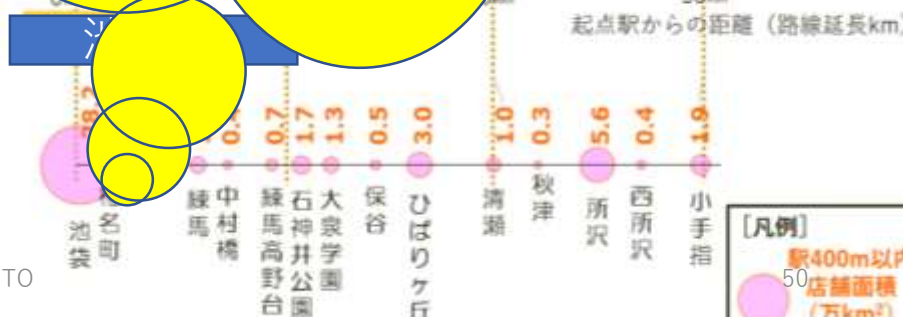 起点駅からの距離（路線延長km）
0.7
1.7
1.3
0.5
3.0
1.0
0.3
5.6
0.4
1.9
池袋
名町
練馬
中村橋
練馬高野台
石神井公園
大泉学園
保谷
ひばりケ丘
清瀬
秋津
所沢
西所沢
小手指
TO
50
[凡例]
駅400m以内
店舗面積
（万km²）